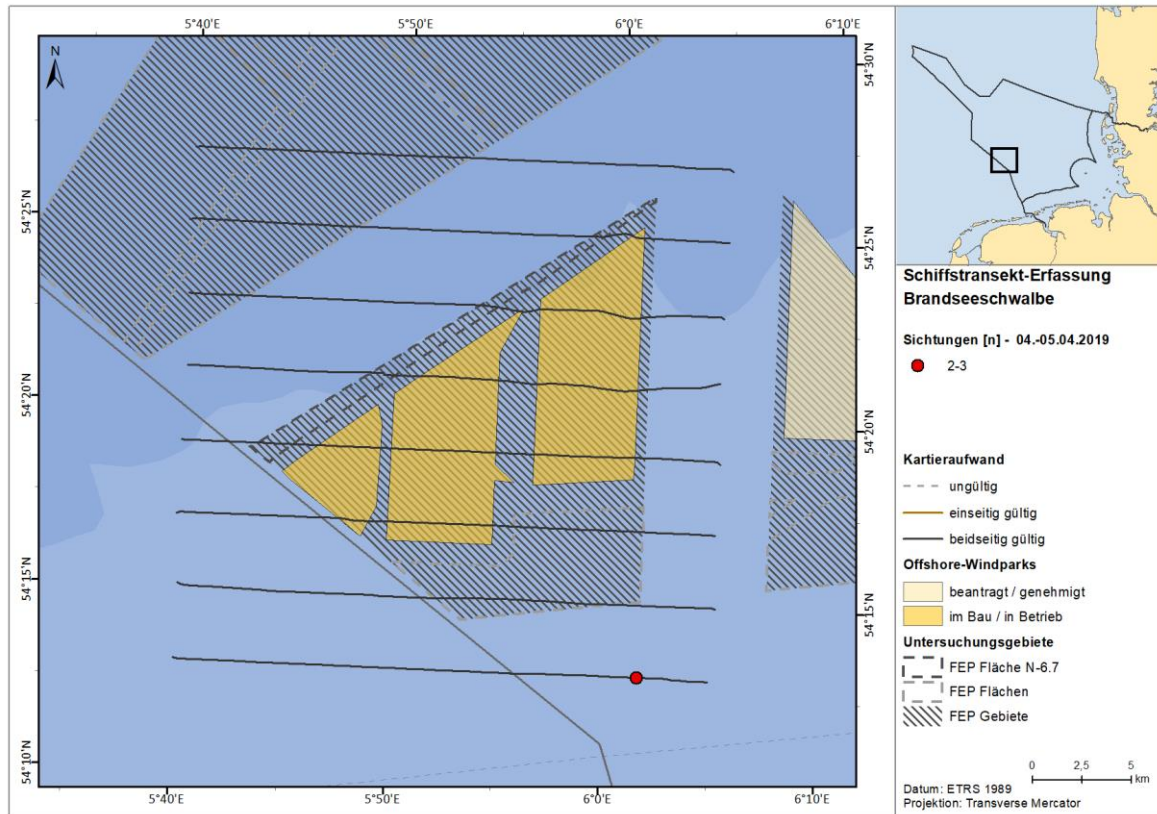 5°40'E 5°50'E 6°0'E 6°10'E
N
54°30'N
54°25'N 54°25'N
54°20'N 54°20'N
54°15'N 54°15'N
54°10'N
5°40'E 5°50'E 6°0'E 6°10'E
Schiffstransekt-Erfassung
Brandseeschwalbe
Sichtungen [n] - 04.-05.04.2019
2-3
Kartieraufwand
ungültig
einseitig gültig
beidseitig gültig
Offshore-Windparks
beantragt / genehmigt
im Bau / in Betrieb
Untersuchungsgebiete
FEP Fläche N-6.7
FEP Flächen
FEP Gebiete
0 2,5 5
km
Datum: ETRS 1989
Projektion: Transverse Mercator